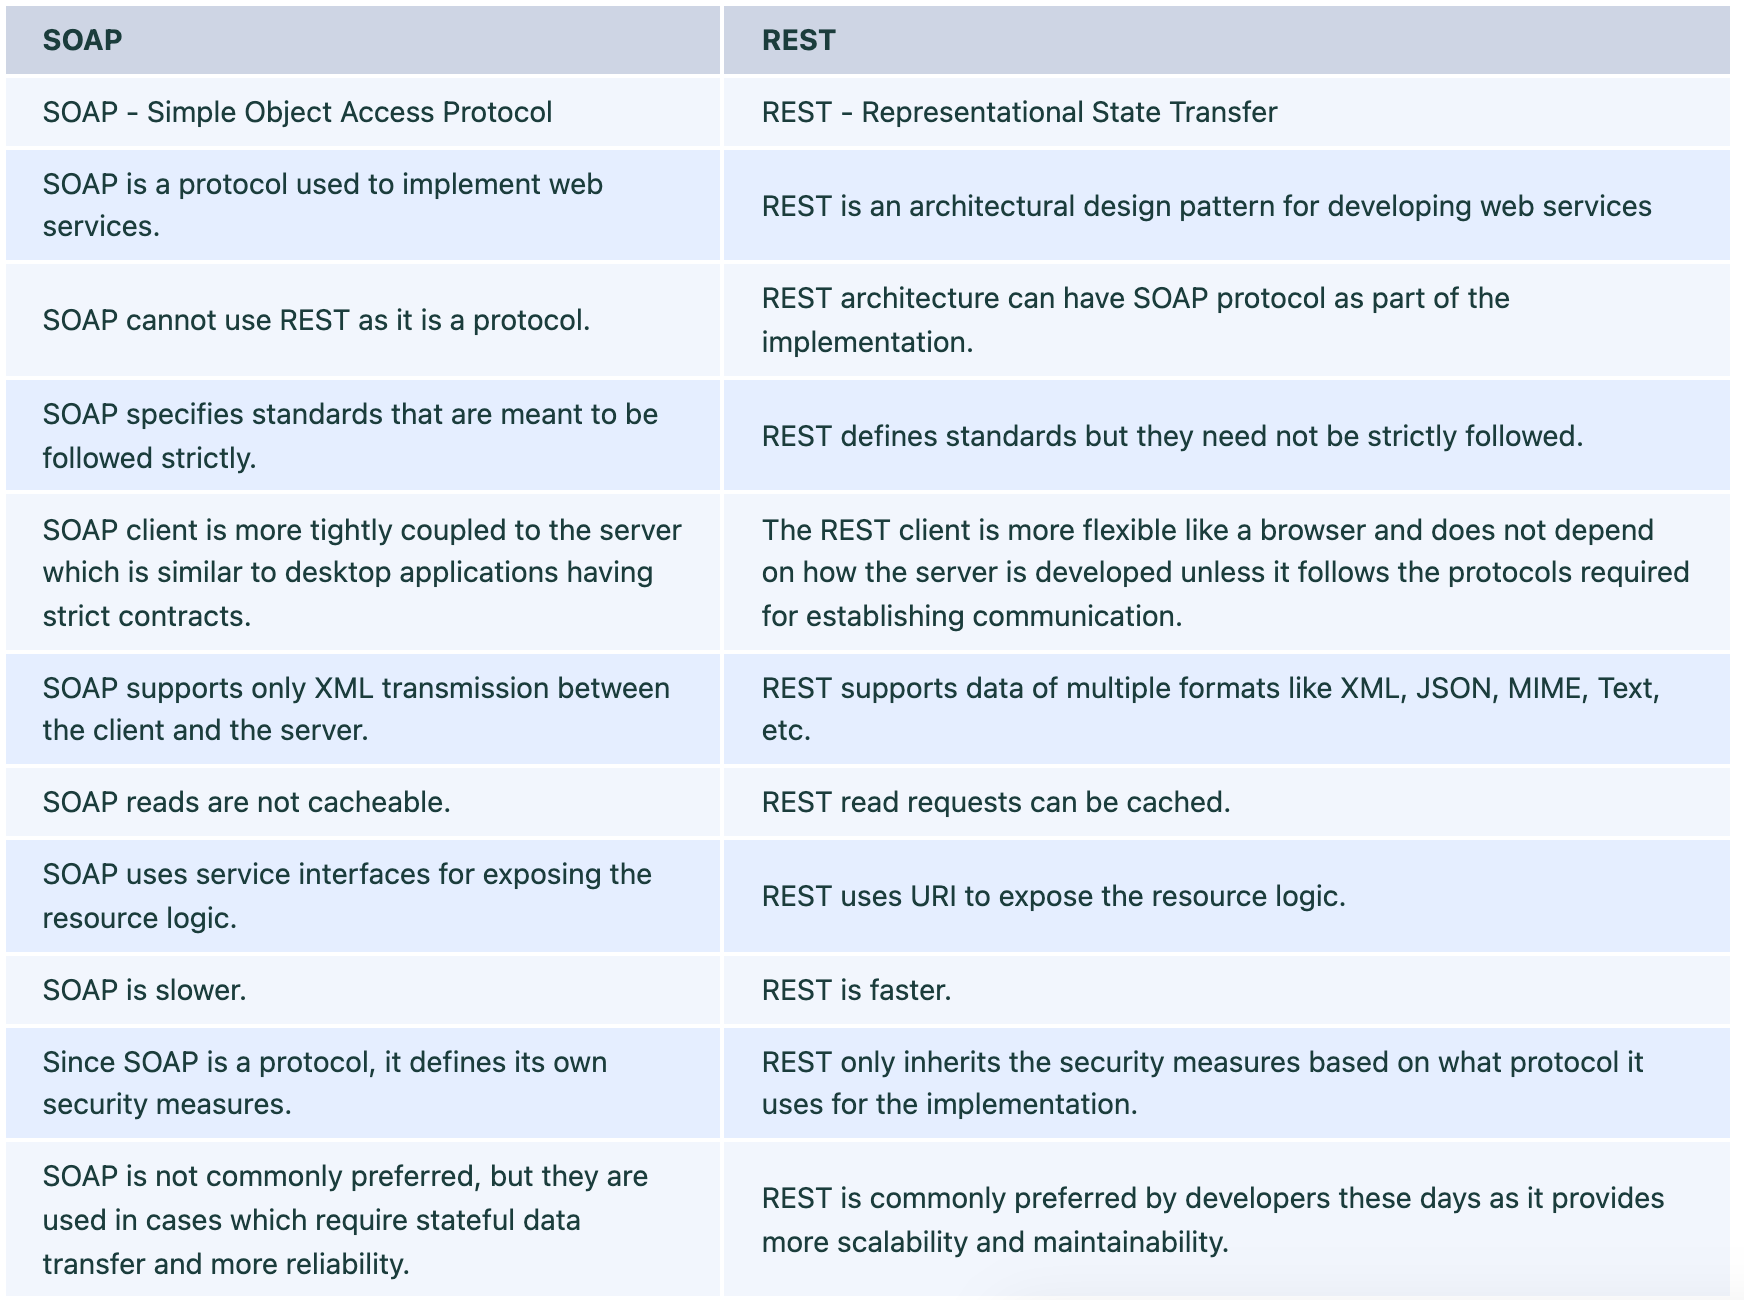 SOAP
REST
SOAP - Simple Object Access Protocol
REST - Representational State Transfer
SOAP is a protocol used to implement web
services.
REST is an architectural design pattern for developing web services
SOAP cannot use REST as it is a protocol.
REST architecture can have SOAP protocol as part of the
implementation.
SOAP specifies standards that are meant to be
followed strictly.
REST defines standards but they need not be strictly followed.
SOAP client is more tightly coupled to the server
which is similar to desktop applications having
strict contracts.
The REST client is more flexible like a browser and does not depend
on how the server is developed unless it follows the protocols required
for establishing communication.
SOAP supports only XML transmission between
the client and the server.
REST supports data of multiple formats like XML, JSON, MIME, Text,
etc.
SOAP reads are not cacheable.
REST read requests can be cached.
SOAP uses service interfaces for exposing the
resource logic.
REST uses URI to expose the resource logic.
SOAP is slower.
REST is faster.
Since SOAP is a protocol, it defines its own
security measures.
REST only inherits the security measures based on what protocol it
uses for the implementation.
SOAP is not commonly preferred, but they are
used in cases which require stateful data
transfer and more reliability.
REST is commonly preferred by developers these days as it provides
more scalability and maintainability.